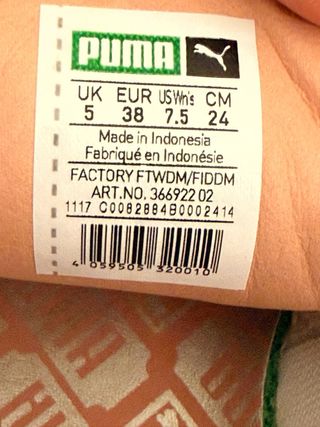 PUMA
UK EUR US Wn's CM
5 38 7.5 24
Made in Indonesia
Fabriqué en Indonésie
FACTORY FTWDM/FIDDM
ART.NO. 366922 02
1117 C0082884B0002414
4 059505 320010